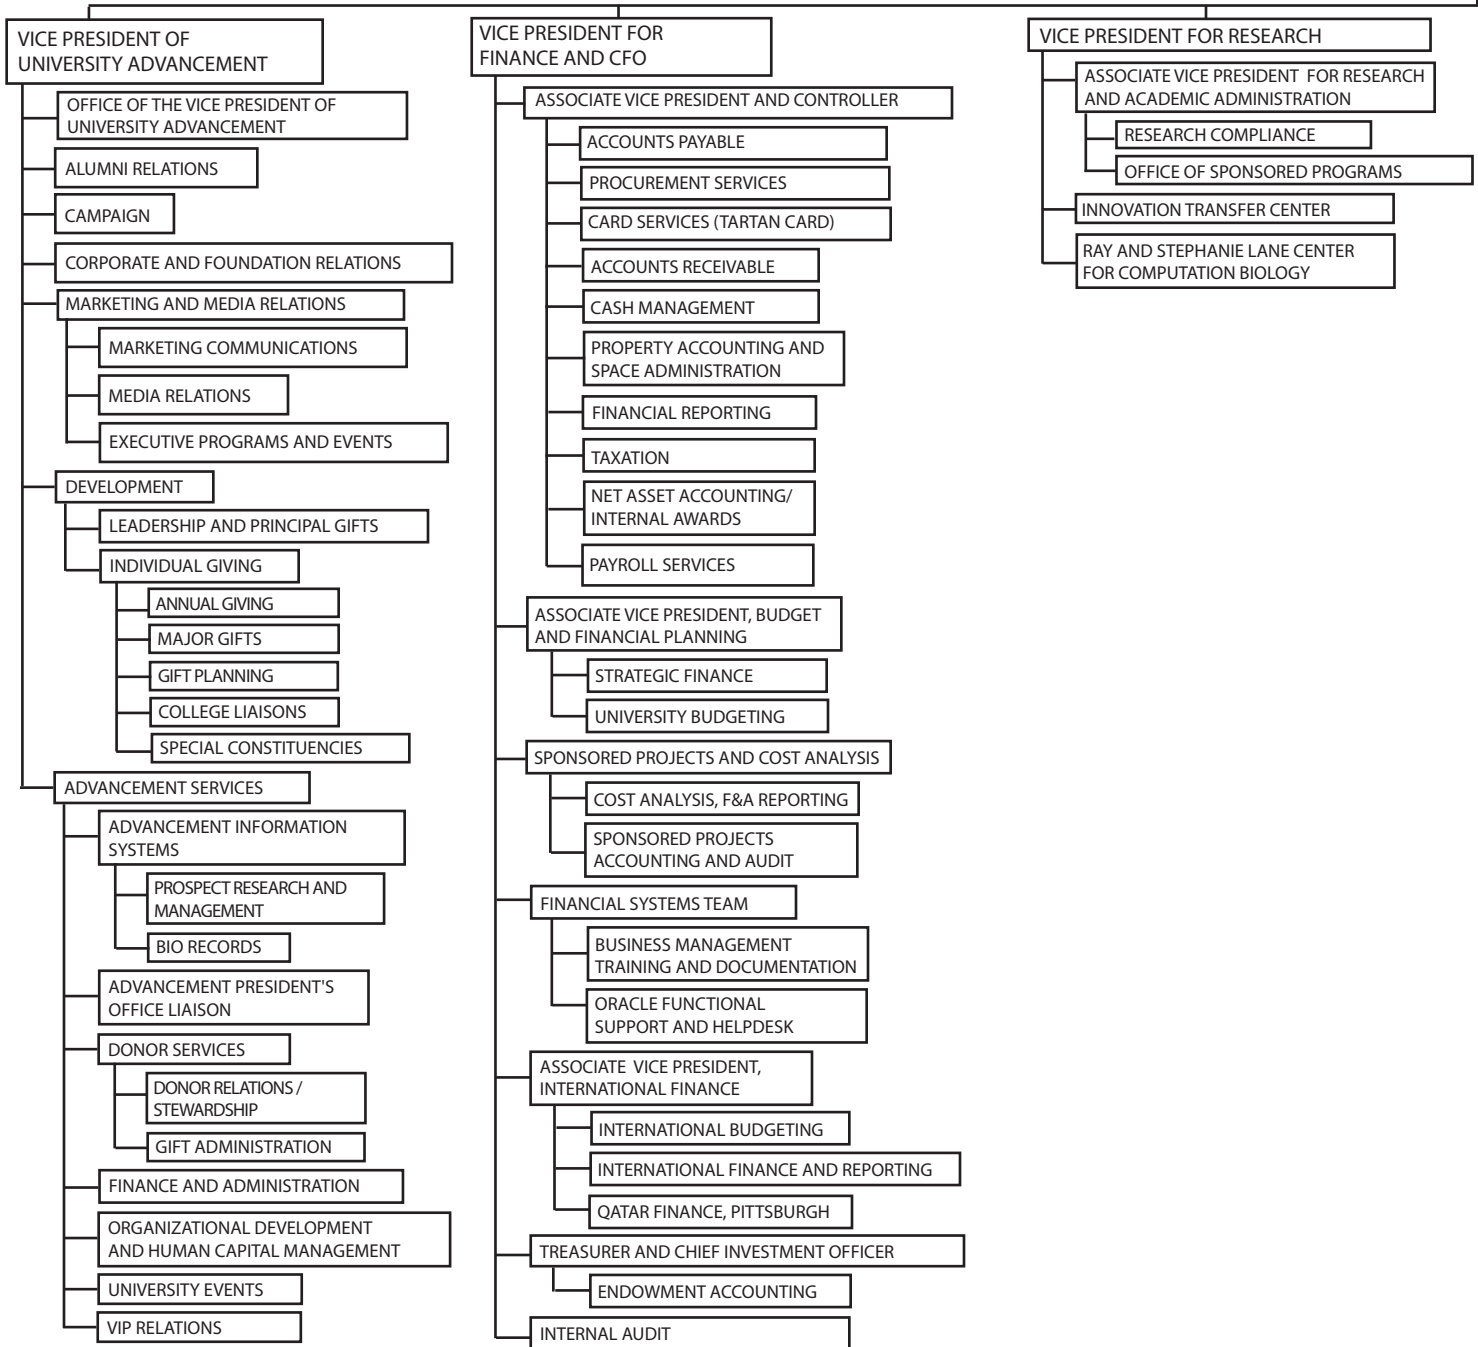 VICE PRESIDENT OF
UNIVERSITY ADVANCEMENT
OFFICE OF THE VICE PRESIDENT OF
UNIVERSITY ADVANCEMENT
ALUMNI RELATIONS
CAMPAIGN
CORPORATE AND FOUNDATION RELATIONS
MARKETING AND MEDIA RELATIONS
MARKETING COMMUNICATIONS
MEDIA RELATIONS
EXECUTIVE PROGRAMS AND EVENTS
DEVELOPMENT
LEADERSHIP AND PRINCIPAL GIFTS
INDIVIDUAL GIVING
ANNUAL GIVING
MAJOR GIFTS
GIFT PLANNING
COLLEGE LIAISONS
SPECIAL CONSTITUENCIES
ADVANCEMENT SERVICES
ADVANCEMENT INFORMATION
SYSTEMS
PROSPECT RESEARCH AND
MANAGEMENT
BIO RECORDS
ADVANCEMENT PRESIDENT'S
OFFICE LIAISON
DONOR SERVICES
DONOR RELATIONS /
STEWARDSHIP
GIFT ADMINISTRATION
FINANCE AND ADMINISTRATION
ORGANIZATIONAL DEVELOPMENT
AND HUMAN CAPITAL MANAGEMENT
UNIVERSITY EVENTS
VIP RELATIONS
VICE PRESIDENT FOR
FINANCE AND CFO
ASSOCIATE VICE PRESIDENT AND CONTROLLER
ACCOUNTS PAYABLE
PROCUREMENT SERVICES
CARD SERVICES (TARTAN CARD)
ACCOUNTS RECEIVABLE
CASH MANAGEMENT
PROPERTY ACCOUNTING AND
SPACE ADMINISTRATION
FINANCIAL REPORTING
TAXATION
NET ASSET ACCOUNTING/
INTERNAL AWARDS
PAYROLL SERVICES
ASSOCIATE VICE PRESIDENT, BUDGET
AND FINANCIAL PLANNING
STRATEGIC FINANCE
UNIVERSITY BUDGETING
SPONSORED PROJECTS AND COST ANALYSIS
COST ANALYSIS, F&A REPORTING
SPONSORED PROJECTS
ACCOUNTING AND AUDIT
FINANCIAL SYSTEMS TEAM
BUSINESS MANAGEMENT
TRAINING AND DOCUMENTATION
ORACLE FUNCTIONAL
SUPPORT AND HELPDESK
ASSOCIATE VICE PRESIDENT,
INTERNATIONAL FINANCE
INTERNATIONAL BUDGETING
INTERNATIONAL FINANCE AND REPORTING
QATAR FINANCE, PITTSBURGH
TREASURER AND CHIEF INVESTMENT OFFICER
ENDOWMENT ACCOUNTING
INTERNAL AUDIT
VICE PRESIDENT FOR RESEARCH
ASSOCIATE VICE PRESIDENT FOR RESEARCH
AND ACADEMIC ADMINISTRATION
RESEARCH COMPLIANCE
OFFICE OF SPONSORED PROGRAMS
INNOVATION TRANSFER CENTER
RAY AND STEPHANIE LANE CENTER
FOR COMPUTATION BIOLOGY